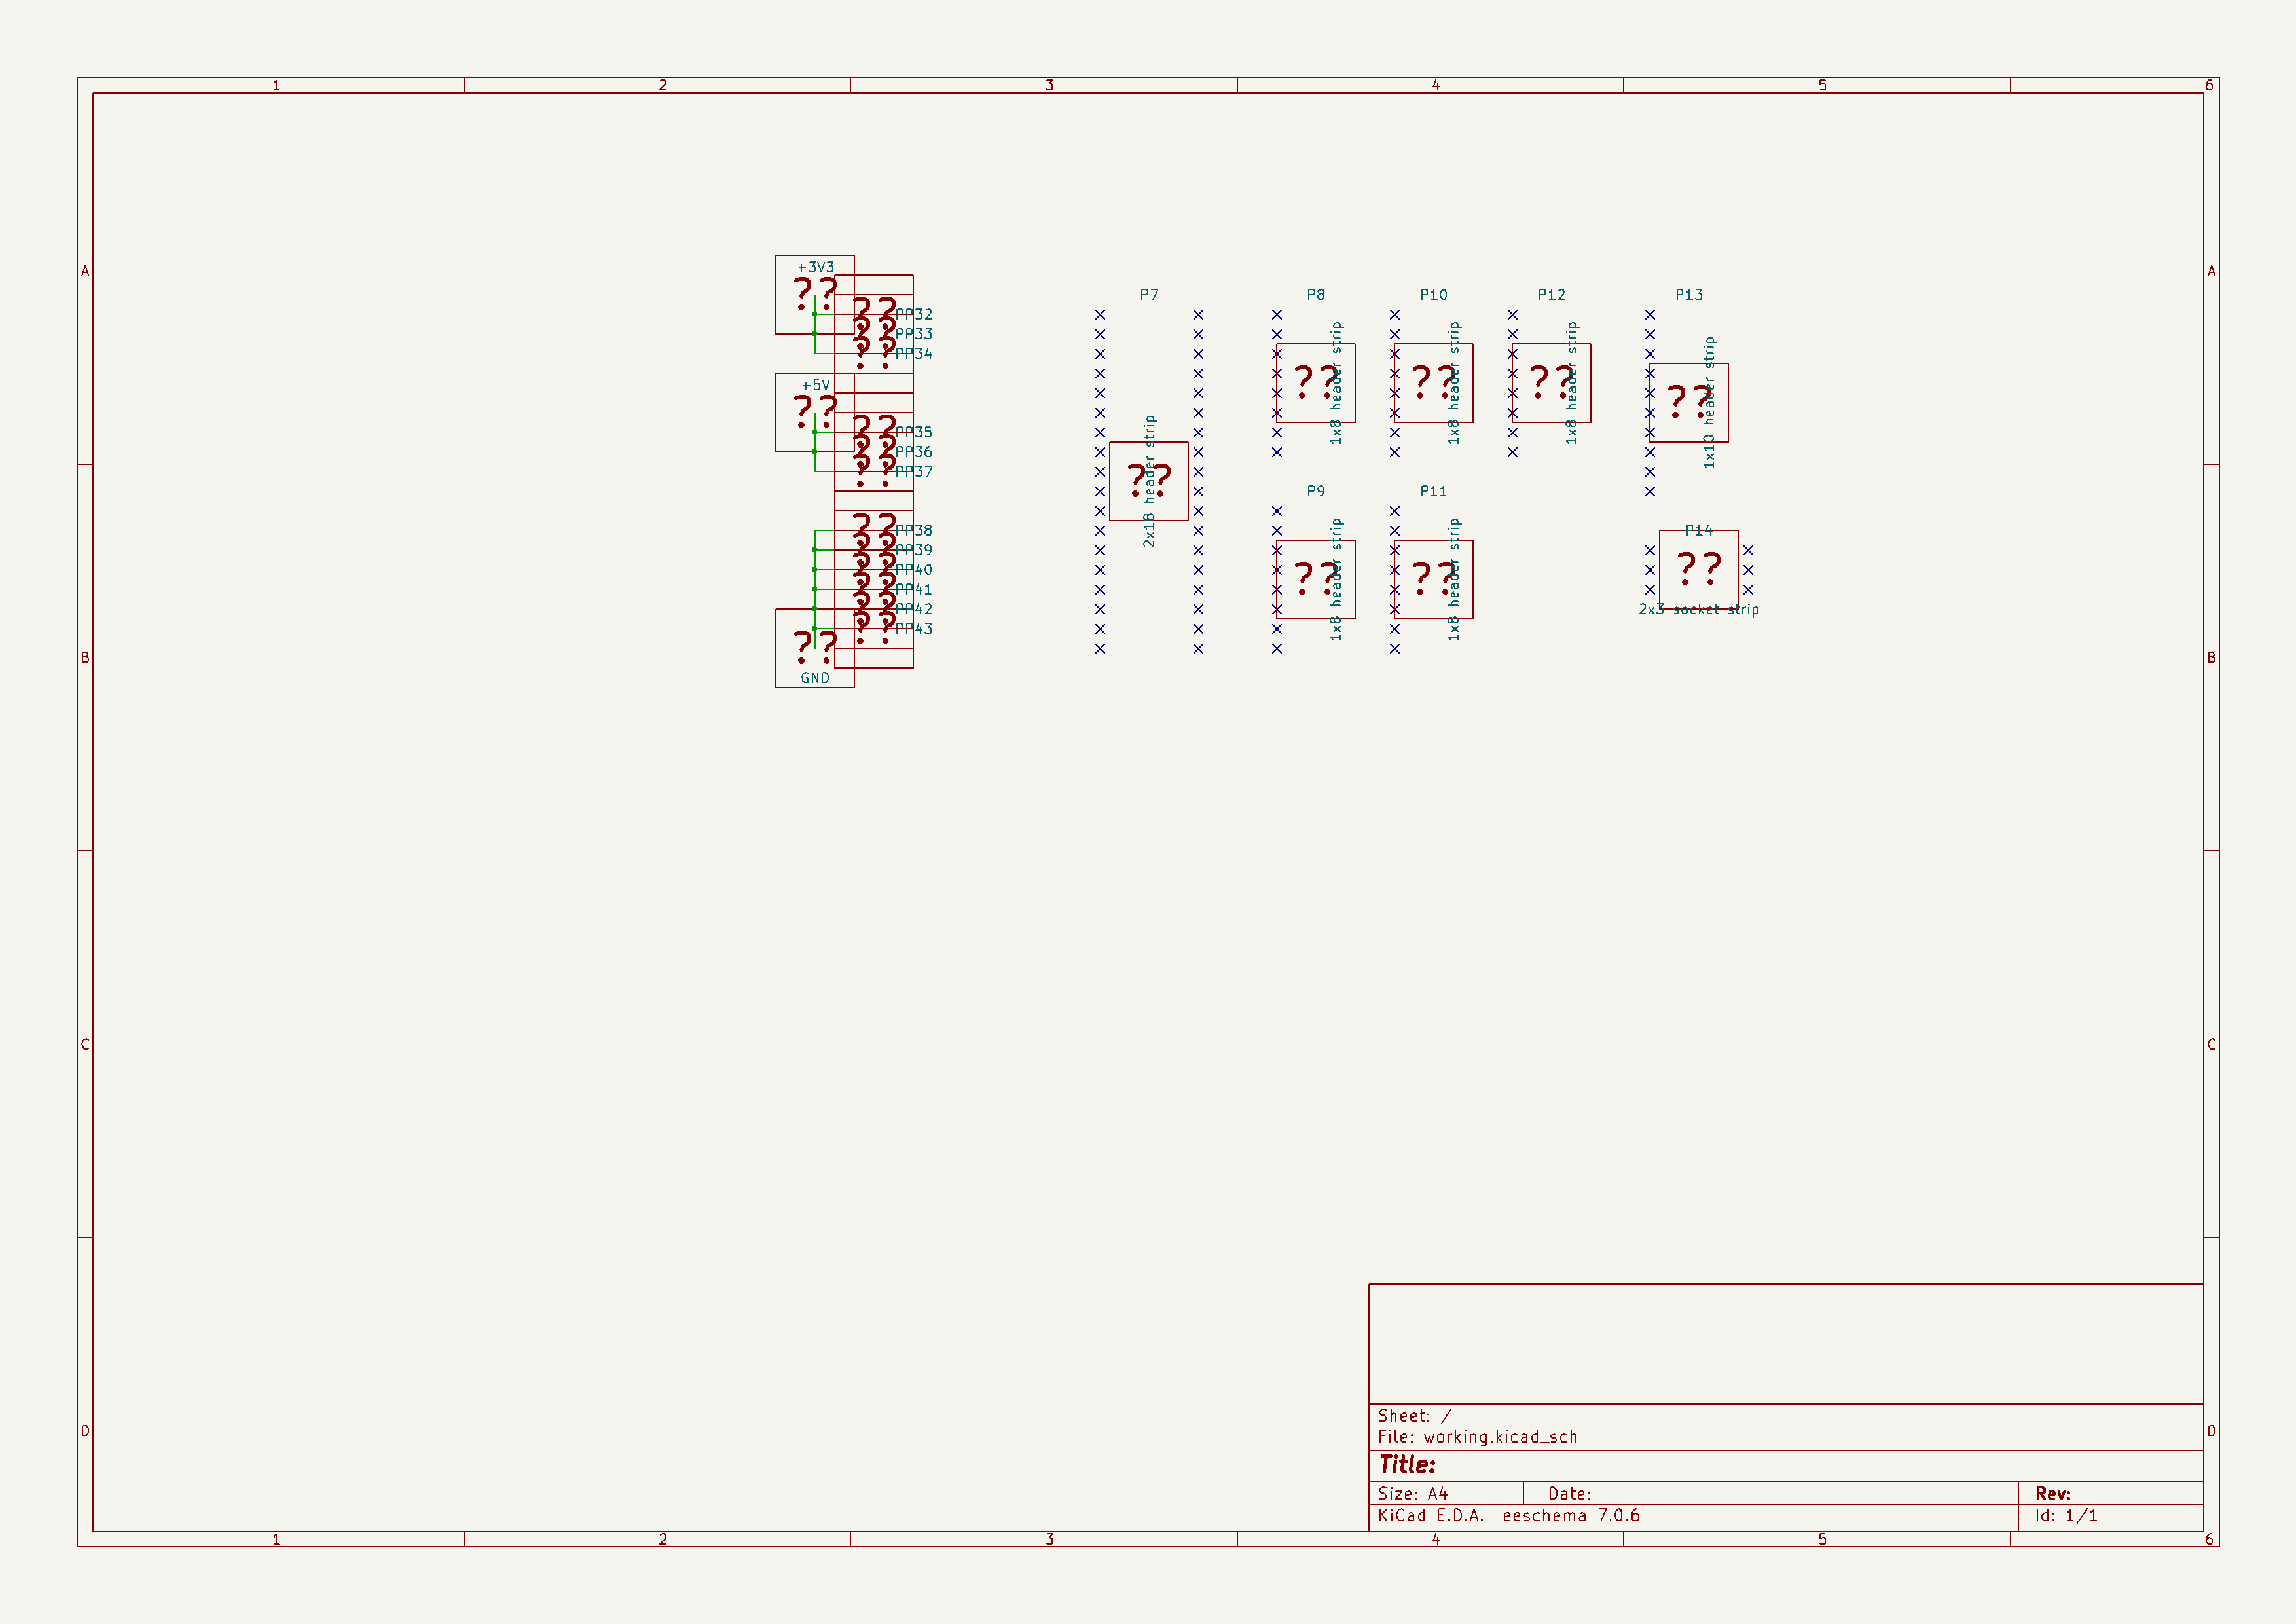 1 2 3 4 5 6
A A
B B
C C
D D
+3V3
??
??
PP32
??
PP33
??
PP34
+5V
??
??
PP35
??
PP36
??
PP37
??
PP38
??
PP39
??
PP40
??
PP41
??
PP42
??
PP43
??
GND
P7
??
2x18 header strip
P8
??
1x8 header strip
P10
??
1x8 header strip
P12
??
1x8 header strip
P13
??
1x10 header strip
P9
??
1x8 header strip
P11
??
1x8 header strip
P14
??
2x3 socket strip
Sheet: /
File: working.kicad_sch
Title:
Size: A4 Date: Rev:
KiCad E.D.A. eeschema 7.0.6 Id: 1/1
1 2 3 4 5 6